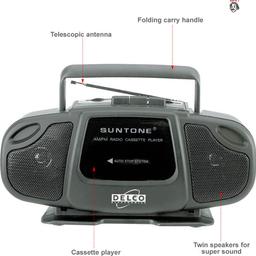 Folding carry handle
Telescopic antenna
SUNTONE®
AM/FM RADIO CASSETTE PLAYER
AUTO STOP SYSTEM
DELCO
Cassette player
Twin speakers for
super sound